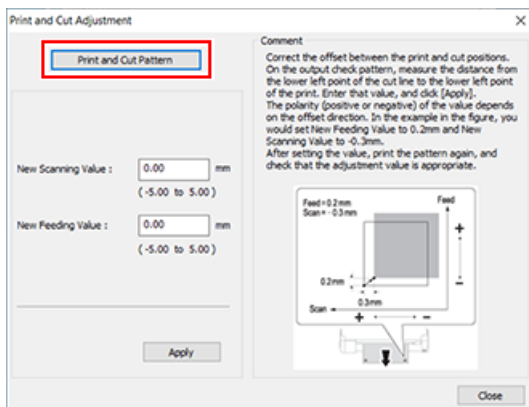 Print and Cut Adjustment
Print and Cut Pattern
New Scanning Value :
0.00
mm
( -5.00 to 5.00 )
New Feeding Value :
0.00
mm
( -5.00 to 5.00 )
Apply
Comment
Correct the offset between the print and cut positions.
On the output check pattern, measure the distance from
the lower left point of the cut line to the lower left point
of the print. Enter that value, and click [Apply].
The polarity (positive or negative) of the value depends
on the offset direction. In the example in the figure, you
would set New Feeding Value to 0.2mm and New
Scanning Value to -0.3mm.
After setting the value, print the pattern again, and
check that the adjustment value is appropriate.
Feed=0.2mm
Scan=-0.3mm
Feed
+
-
0.2mm
0.3mm
Scan
+
-
Close